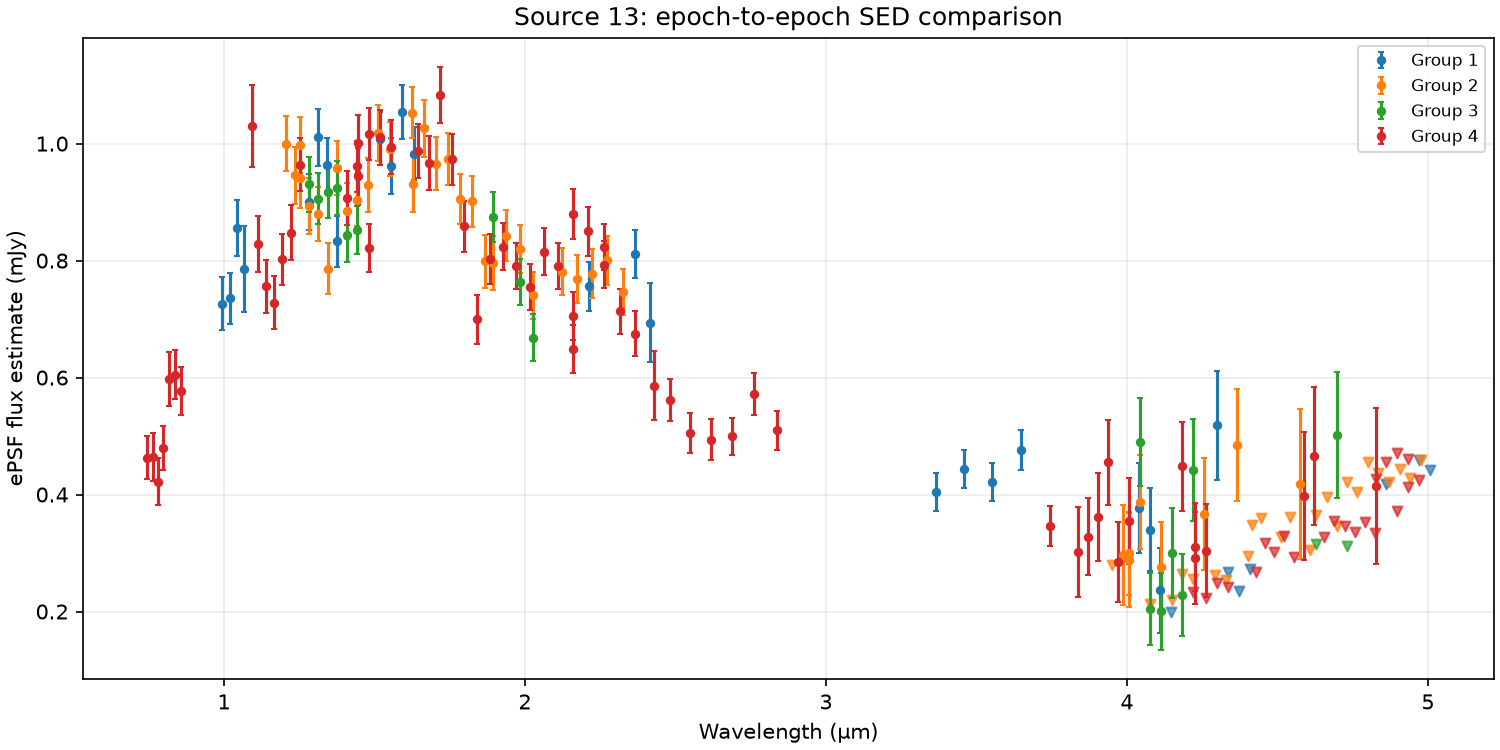 Source 13: epoch-to-epoch SED comparison
ePSF flux estimate (mJy)
1.0
0.8
0.6
0.4
0.2
Group 1
Group 2
Group 3
Group 4
1 2 3 4 5
Wavelength (μm)